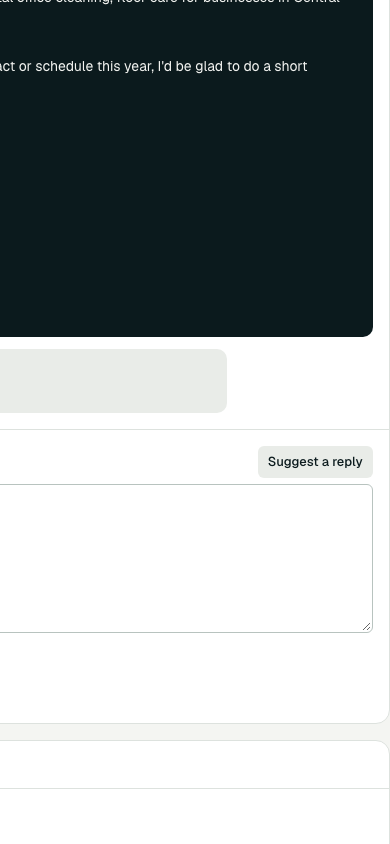 office cleaning, floor care for businesses in Central
act or schedule this year, I'd be glad to do a short
Suggest a reply